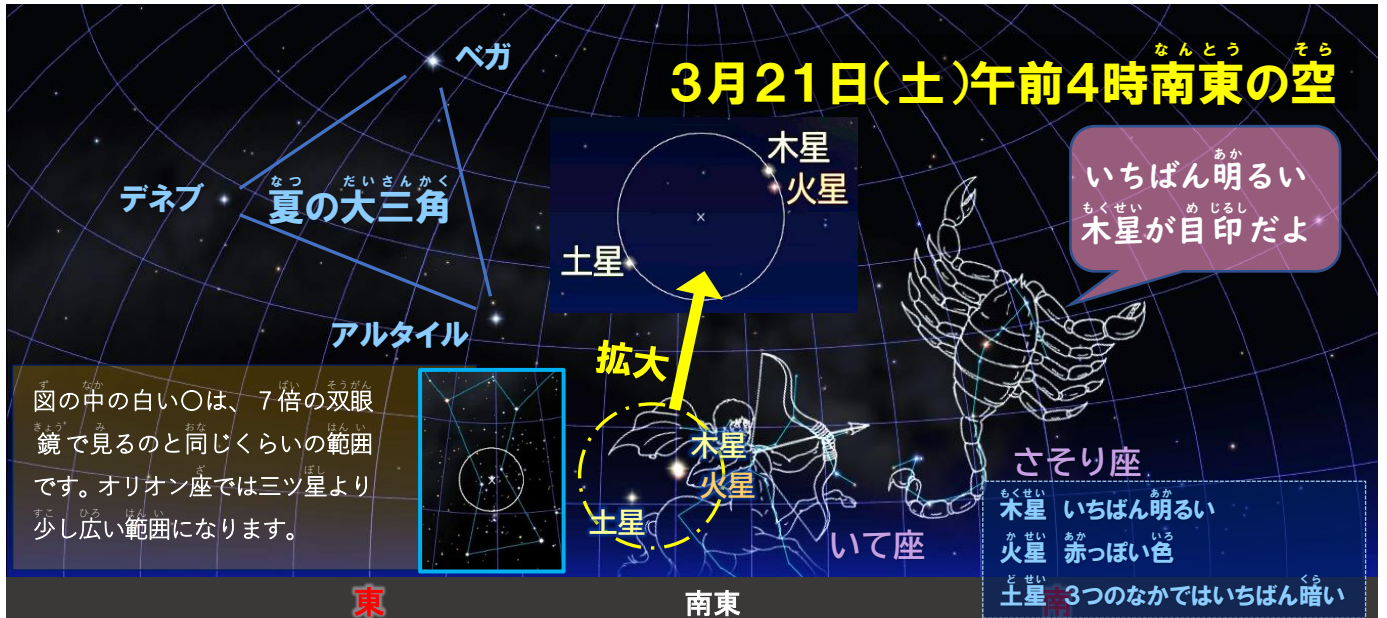 3月21日(土)午前4時南東の空
なんとう そら
ベガ
デネブ
夏の大三角
なつ だいさんかく
アルタイル
木星
火星
土星
拡大
いちばん明るい
あか
木星が目印だよ
もくせい め じるし
図の中の白い〇は、7倍の双眼
ず なか しろ ばい そうがん
鏡で見るのと同じくらいの範囲
きょう み おな はん い
です。オリオン座では三ツ星より
ざ ぼし
少し広い範囲になります。
すこ ひろ はん い
木星
火星
土星
いて座
さそり座
木星 いちばん明るい
もくせい あか
火星 赤っぽい色
か せい あか いろ
土星 3つのなかではいちばん暗い
ど せい くら
東
南東
南